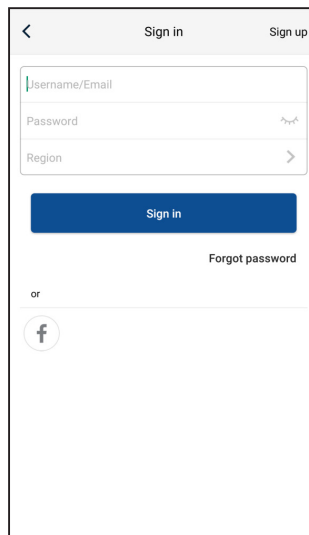 Sign in Sign up
Username/Email
Password
Region
Sign in
Forgot password
or
f